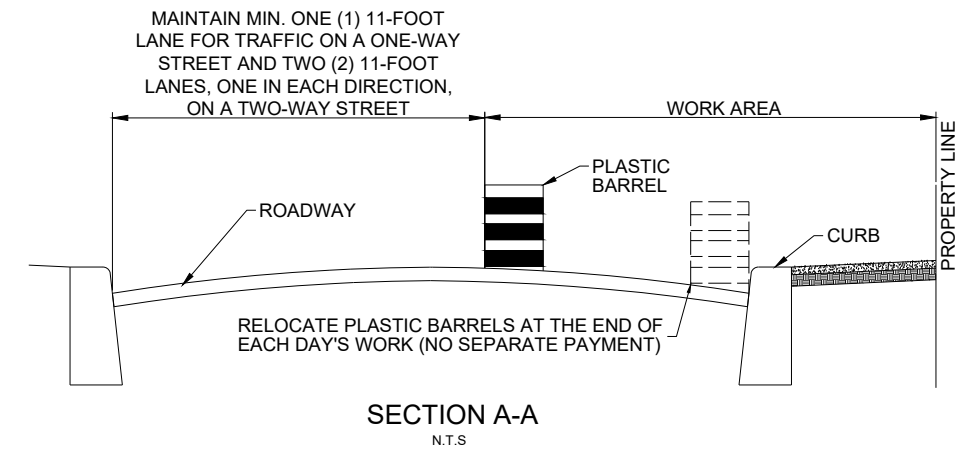 MAINTAIN MIN. ONE (1) 11-FOOT
LANE FOR TRAFFIC ON A ONE-WAY
STREET AND TWO (2) 11-FOOT
LANES, ONE IN EACH DIRECTION,
ON A TWO-WAY STREET
WORK AREA
PROPERTY LINE
PLASTIC
BARREL
ROADWAY
CURB
RELOCATE PLASTIC BARRELS AT THE END OF
EACH DAY'S WORK (NO SEPARATE PAYMENT)
SECTION A-A
N.T.S